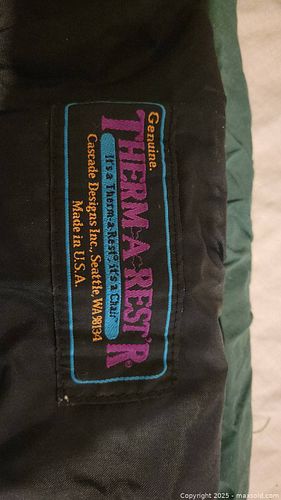 Genuine.
THERM-A-REST'R®
It's a Therm-a-Rest®, it's a Chair™
Cascade Designs Inc., Seattle, WA 98134
Made in U.S.A.
Copyright © 2025 - maxsold.com